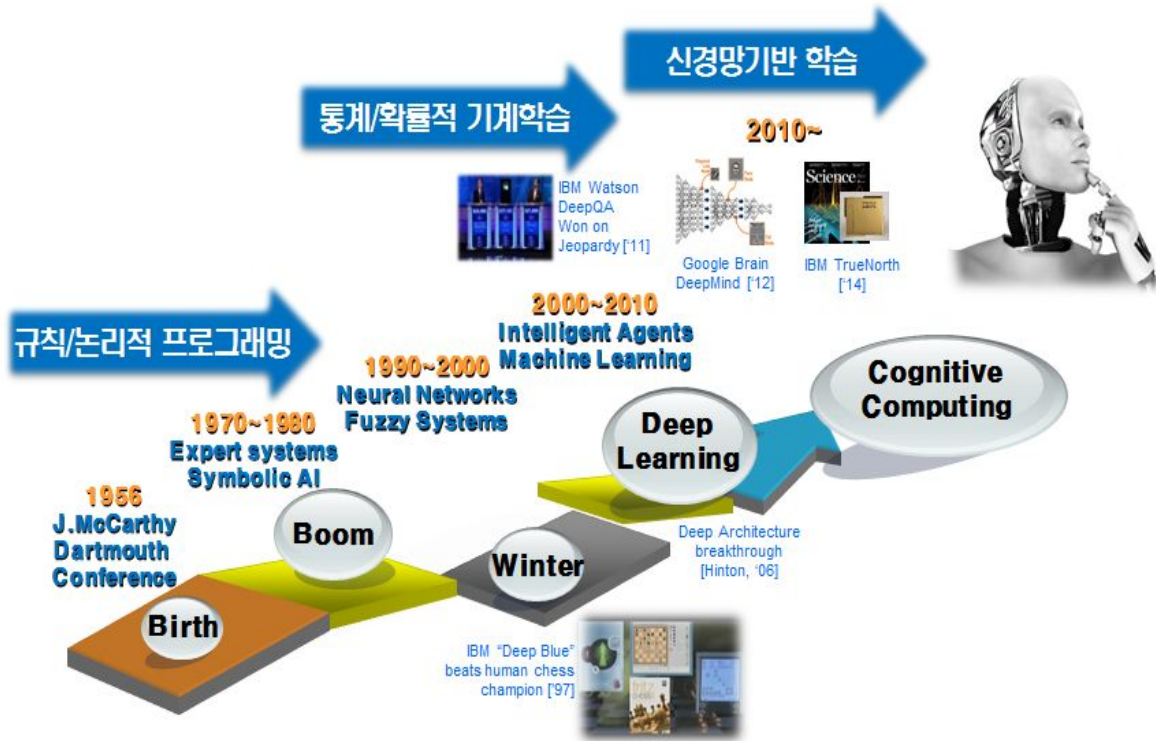 신경망기반 학습
통계/확률적 기계학습
2010~
IBM Watson
DeepQA
Won on
Jeopardy ['11]
Science
Google Brain
DeepMind ['12]
IBM TrueNorth
['14]
규칙/논리적 프로그래밍
2000~2010
Intelligent Agents
Machine Learning
1990~2000
Neural Networks
Fuzzy Systems
1970~1980
Expert systems
Symbolic AI
1956
J.McCarthy
Dartmouth
Conference
Birth
Boom
Winter
Deep
Learning
Cognitive
Computing
Deep Architecture
breakthrough
[Hinton, '06]
IBM “Deep Blue”
beats human chess
champion ['97]
fritz